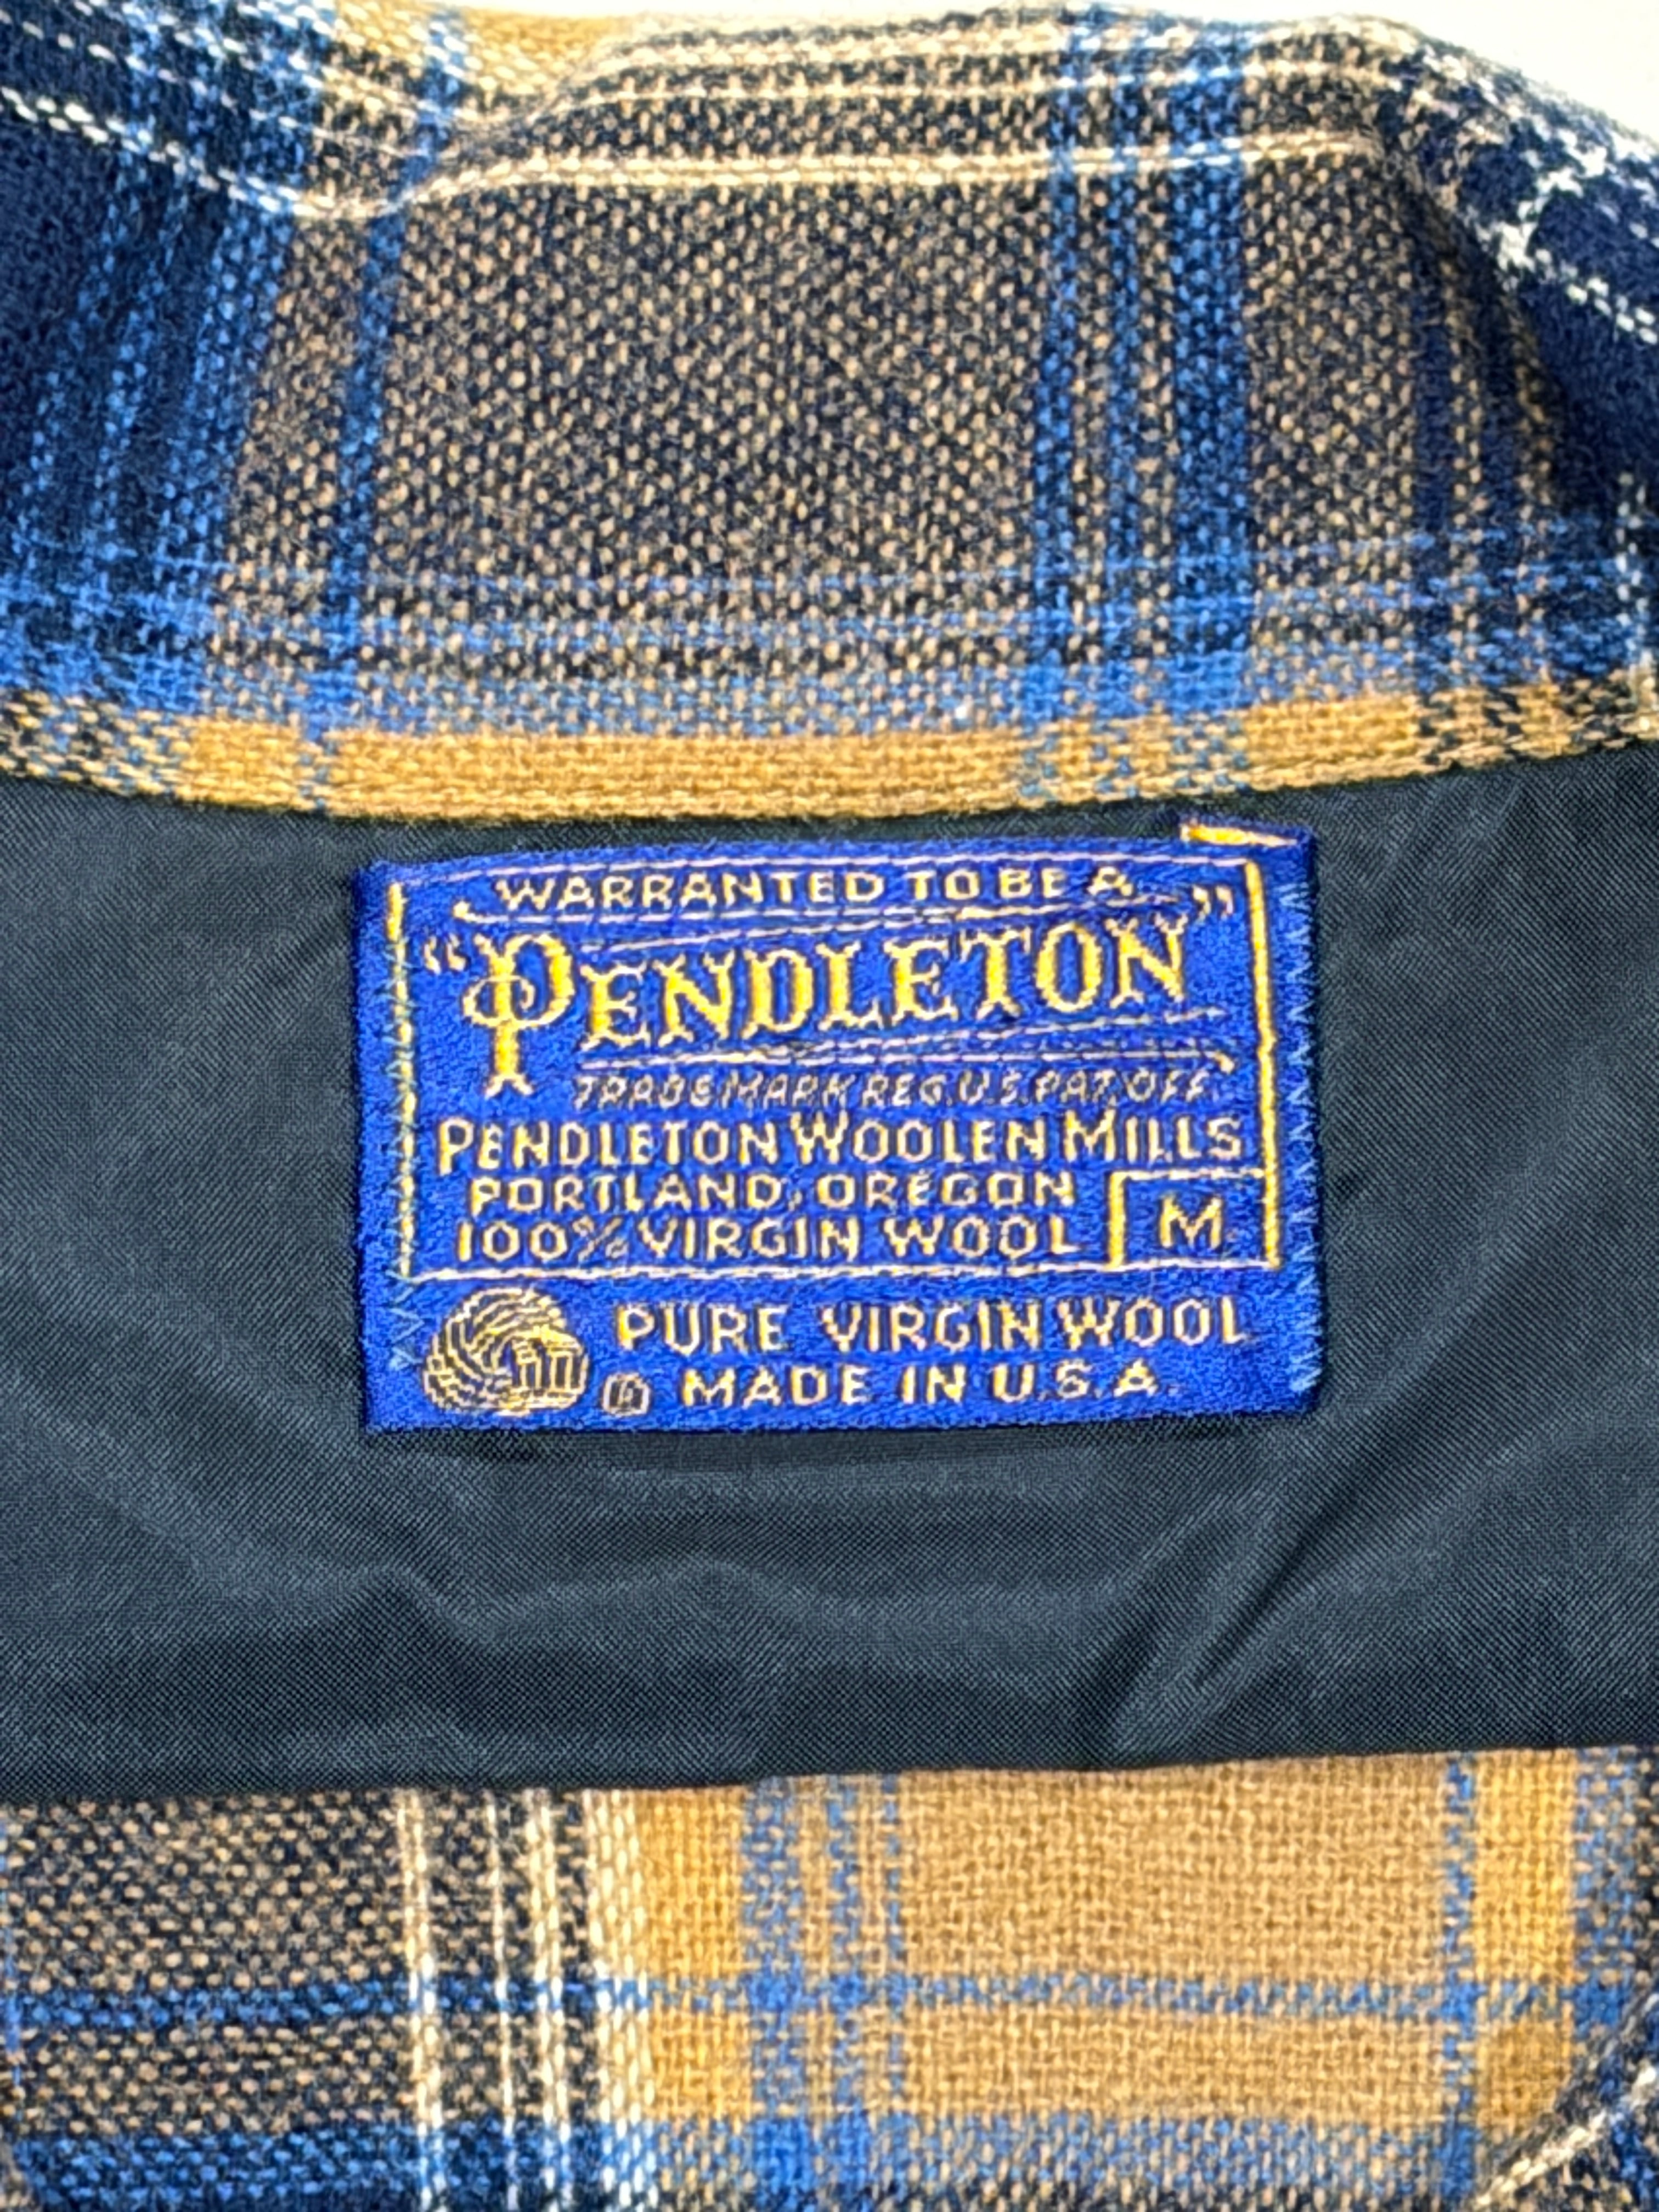 WARRANTED TO BE A
"PENDLETON"
TRADEMARK REG. U.S. PAT. OFF.
PENDLETON WOOLEN MILLS
PORTLAND, OREGON
100% VIRGIN WOOL M
PURE VIRGIN WOOL
® MADE IN U.S.A.